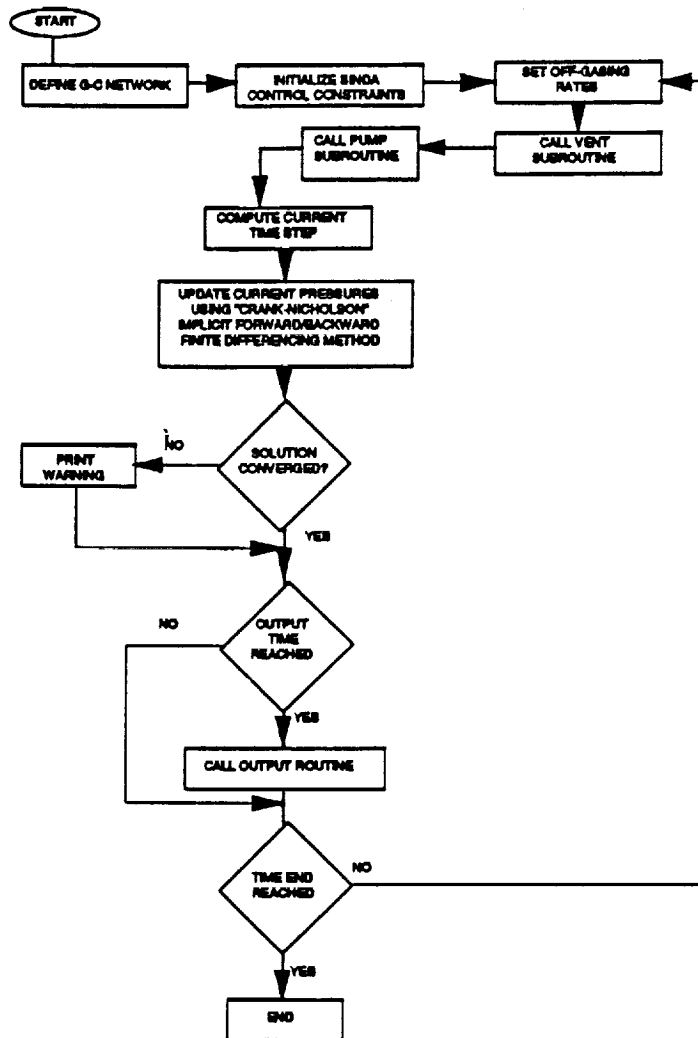 START
DEFINE G-C NETWORK
INITIALIZE SINDA
CONTROL CONSTRAINTS
SET OFF-GASING
RATES
CALL PUMP
SUBROUTINE
CALL VENT
SUBROUTINE
COMPUTE CURRENT
TIME STEP
UPDATE CURRENT PRESSURES
USING "CRANK-NICHOLSON"
IMPLICIT FORWARD/BACKWARD
FINITE DIFFERENCING METHOD
NO
SOLUTION
CONVERGED?
PRINT
WARNING
YES
NO
OUTPUT
TIME
REACHED
YES
CALL OUTPUT ROUTINE
TIME END
REACHED
NO
YES
END